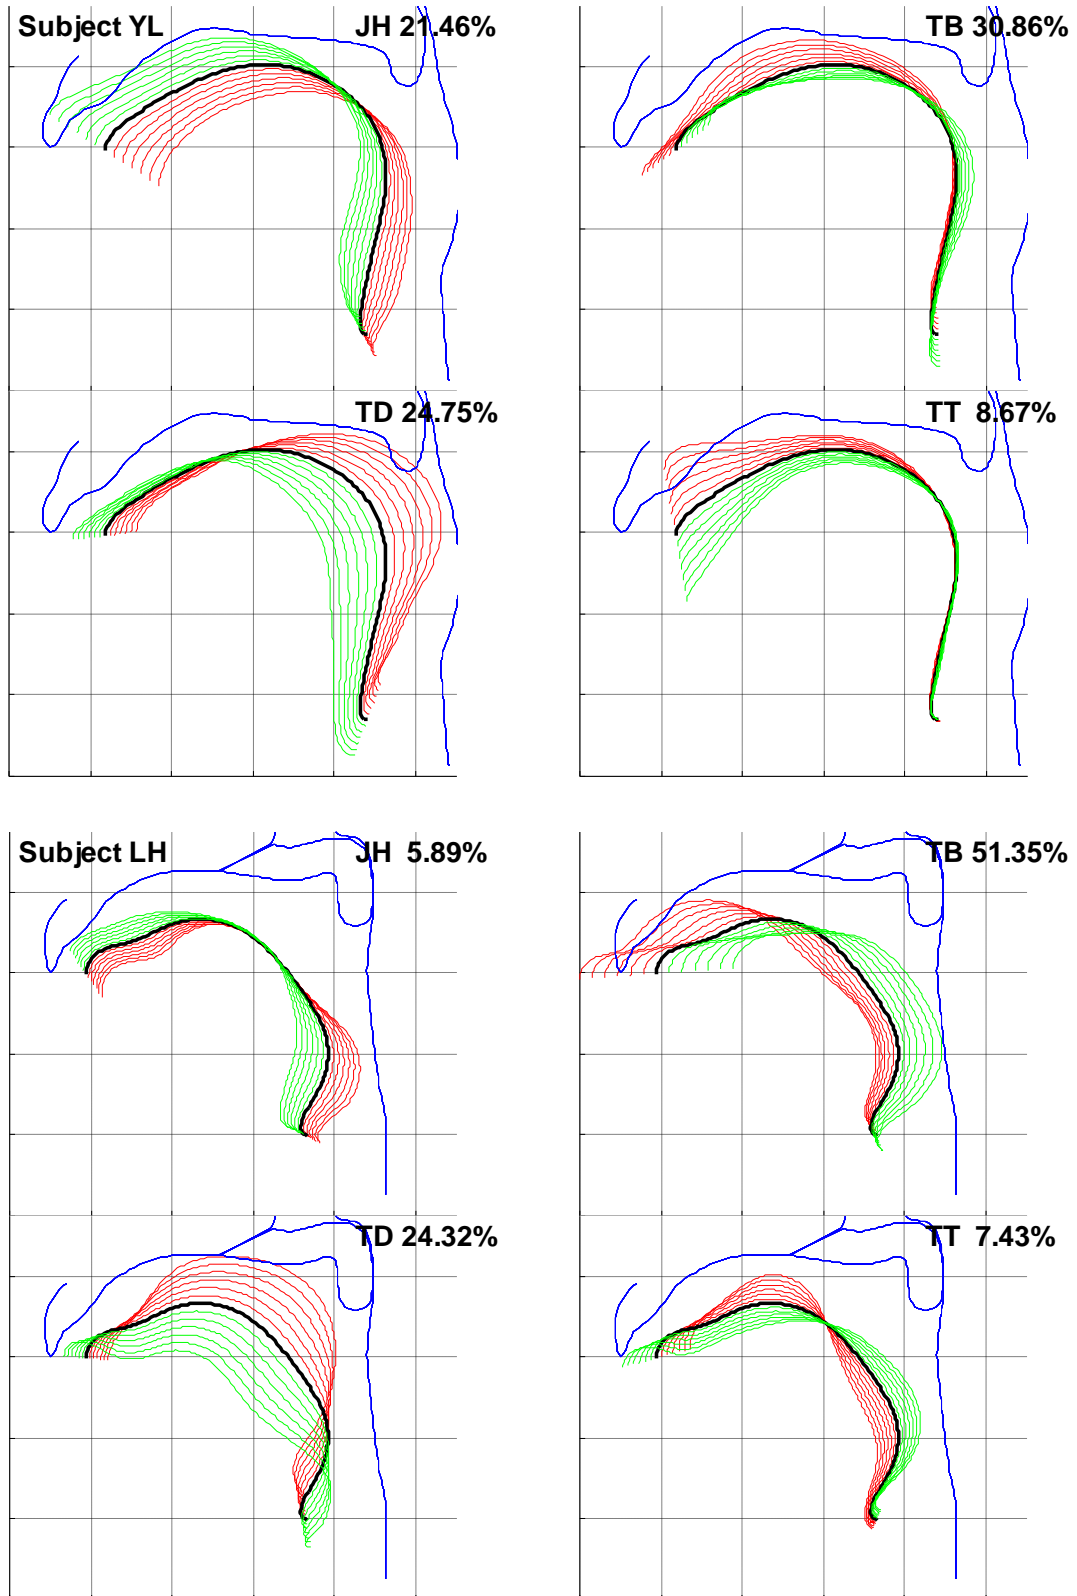 Subject YL JH 21.46% TB 30.86%
TD 24.75% TT 8.67%
Subject LH JH 5.89% TB 51.35%
TD 24.32% TT 7.43%